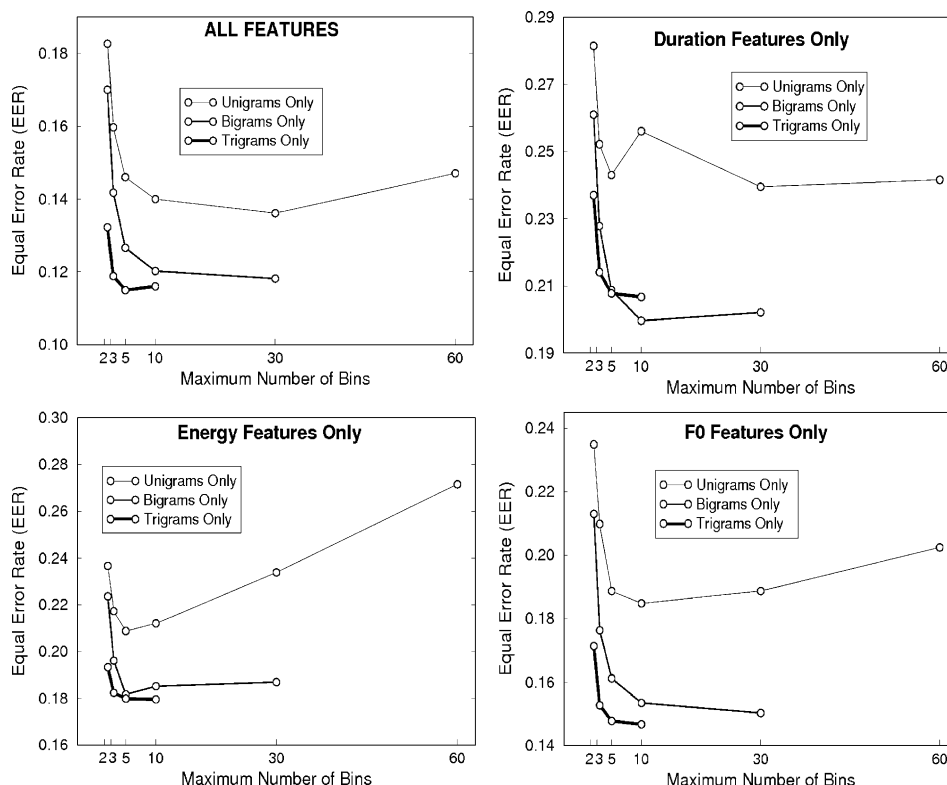 ALL FEATURES
Equal Error Rate (EER)
0.18
0.16
0.14
0.12
0.10
Unigrams Only
Bigrams Only
Trigrams Only
2 3 5 10 30 60
Maximum Number of Bins
Duration Features Only
Equal Error Rate (EER)
0.29
0.27
0.25
0.23
0.21
0.19
Unigrams Only
Bigrams Only
Trigrams Only
2 3 5 10 30 60
Maximum Number of Bins
Energy Features Only
Equal Error Rate (EER)
0.30
0.28
0.26
0.24
0.22
0.20
0.18
0.16
Unigrams Only
Bigrams Only
Trigrams Only
2 3 5 10 30 60
Maximum Number of Bins
F0 Features Only
Equal Error Rate (EER)
0.24
0.22
0.20
0.18
0.16
0.14
Unigrams Only
Bigrams Only
Trigrams Only
2 3 5 10 30 60
Maximum Number of Bins